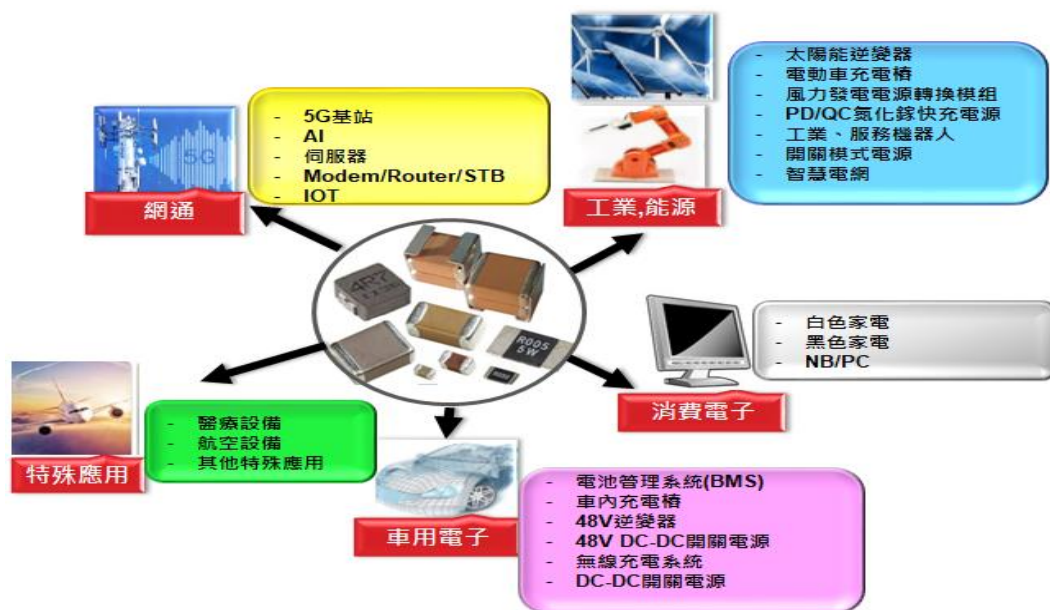 - 5G基站
- AI
- 伺服器
- Modem/Router/STB
- IOT
5G
網通
- 太陽能逆變器
- 電動車充電樁
- 風力發電電源轉換模組
- PD/QC氮化鎵快充電源
- 工業、服務機器人
- 開關模式電源
- 智慧電網
工業,能源
4R7
R005
5W
- 白色家電
- 黑色家電
- NB/PC
消費電子
- 醫療設備
- 航空設備
- 其他特殊應用
特殊應用
- 電池管理系統(BMS)
- 車內充電樁
- 48V逆變器
- 48V DC-DC開關電源
- 無線充電系統
- DC-DC開關電源
車用電子